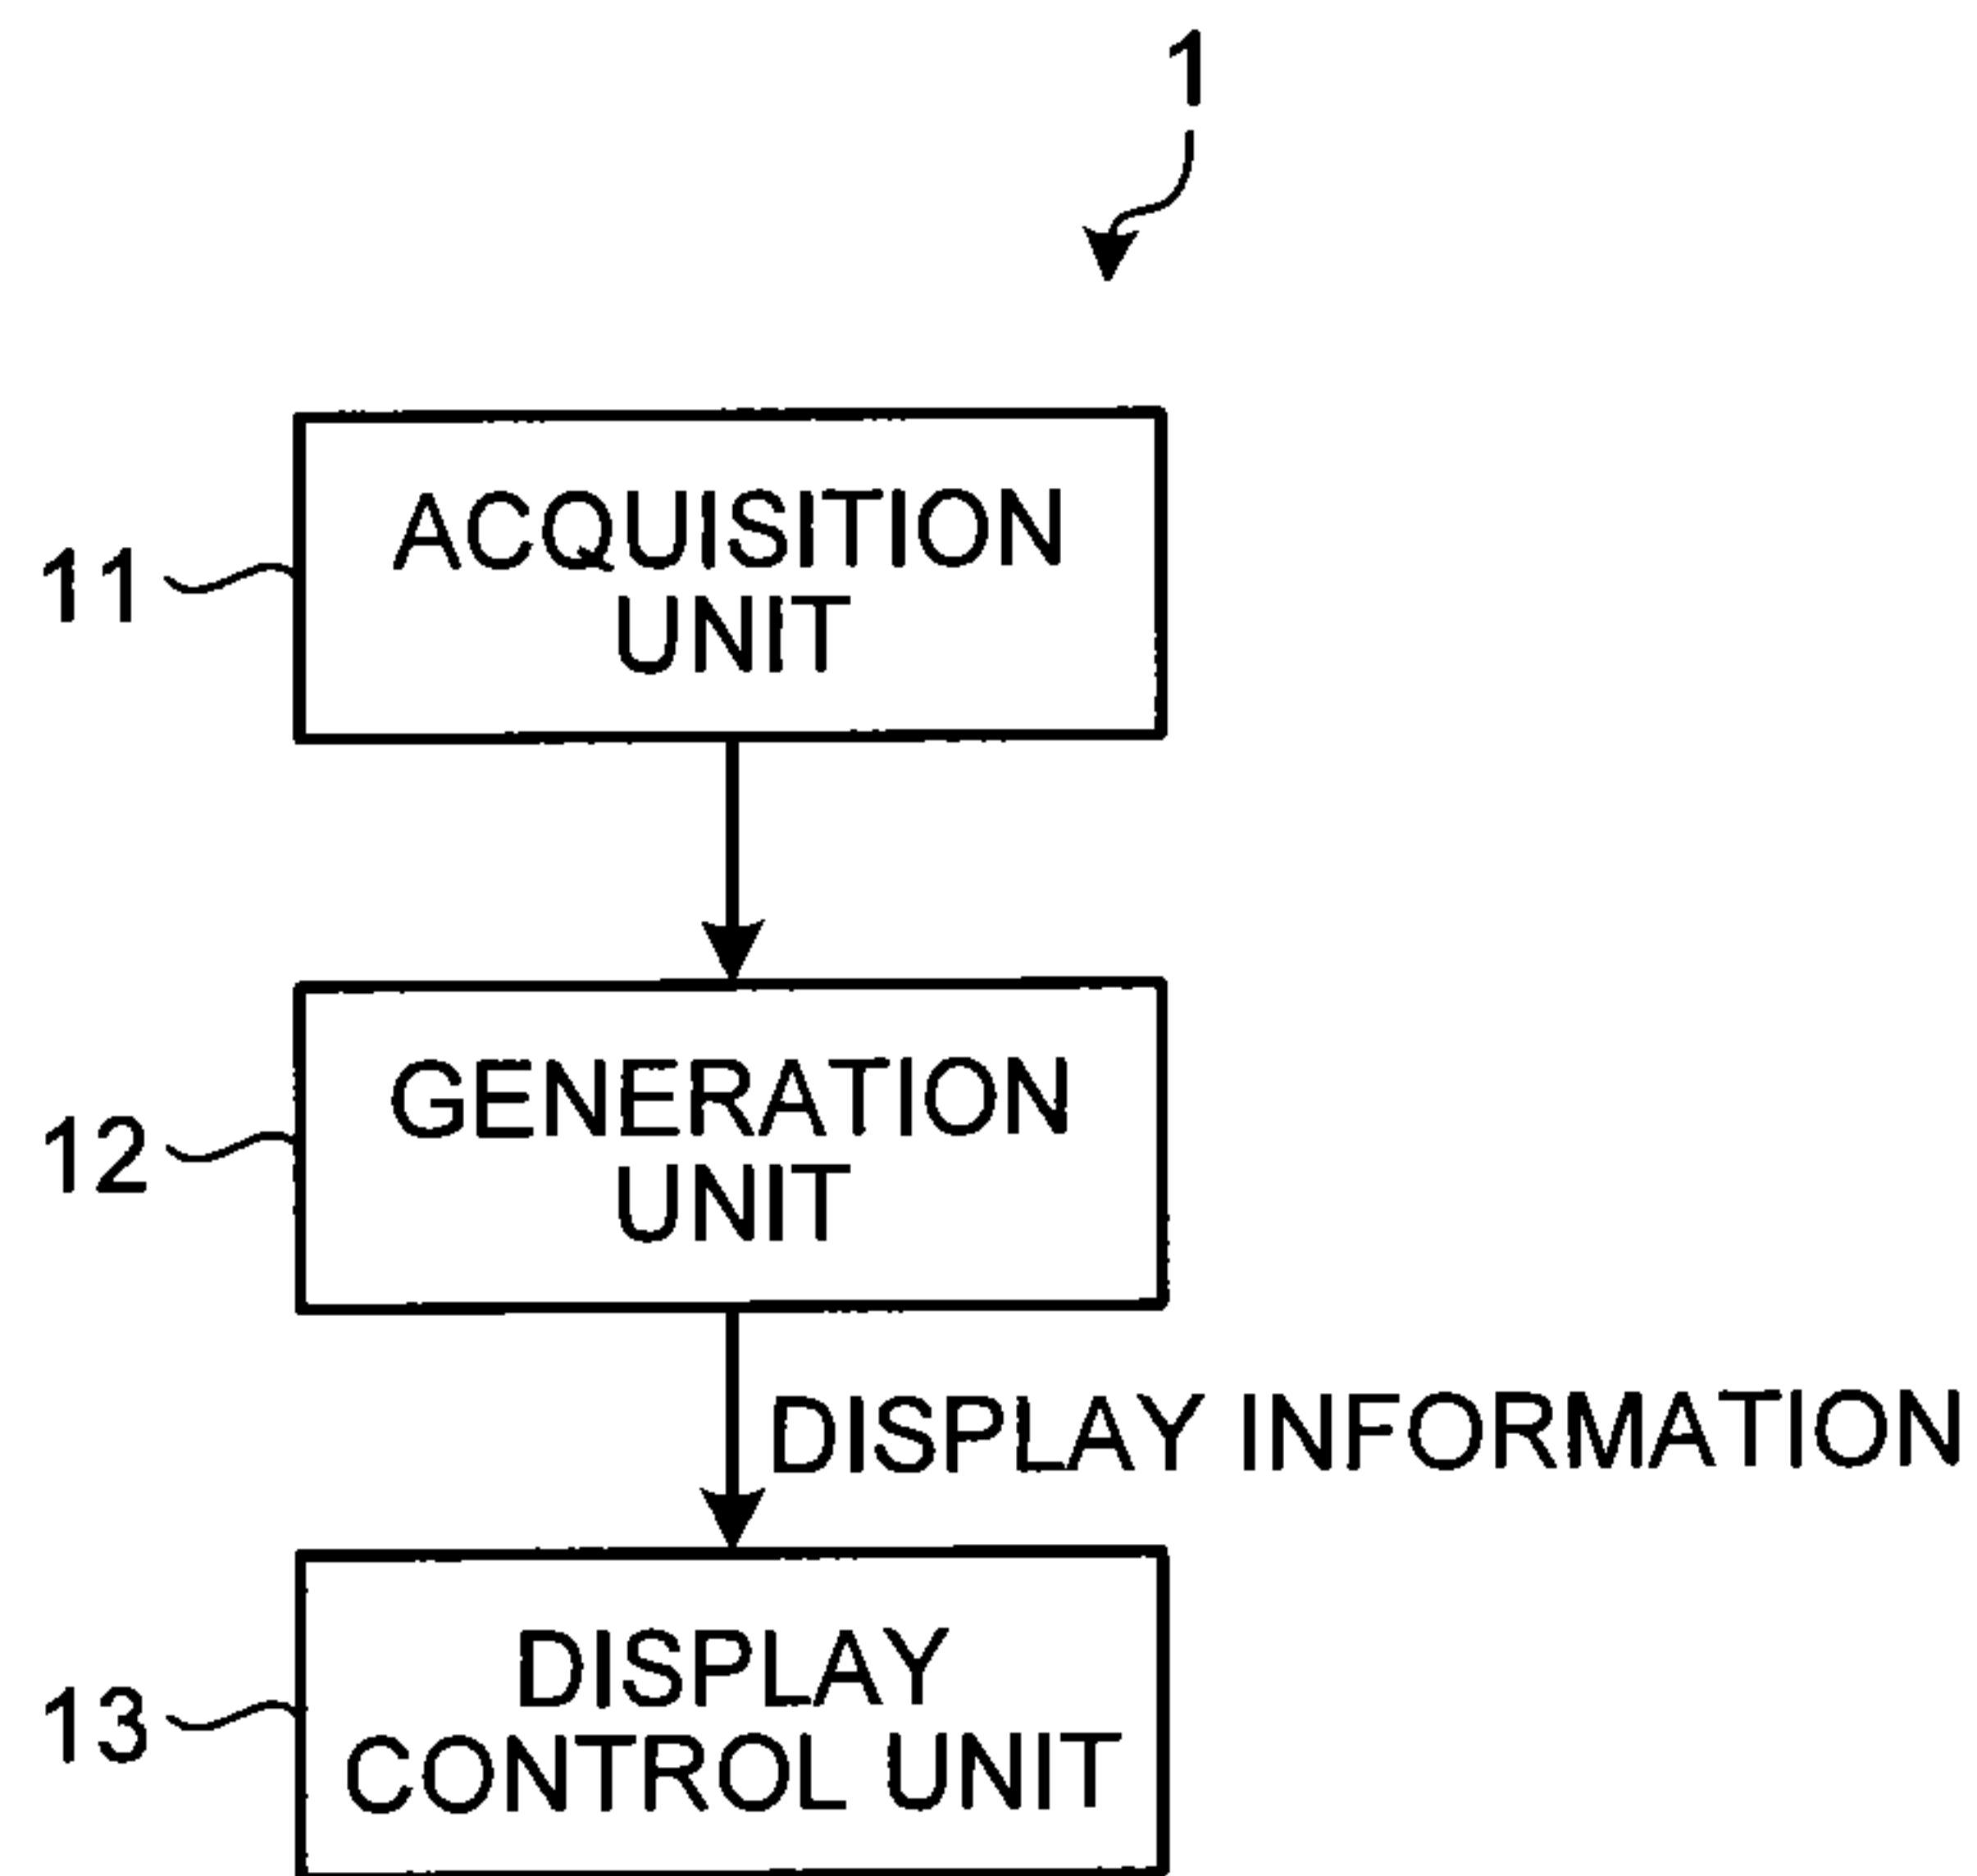 1
11
ACQUISITION
UNIT
12
GENERATION
UNIT
DISPLAY INFORMATION
13
DISPLAY
CONTROL UNIT